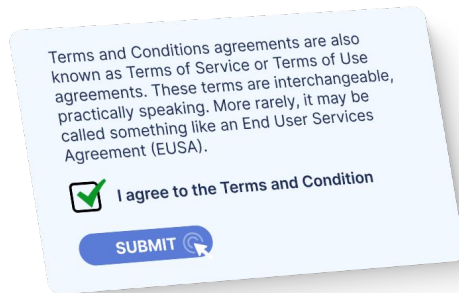 Terms and Conditions agreements are also
known as Terms of Service or Terms of Use
agreements. These terms are interchangeable,
practically speaking. More rarely, it may be
called something like an End User Services
Agreement (EUSA).
I agree to the Terms and Condition
SUBMIT